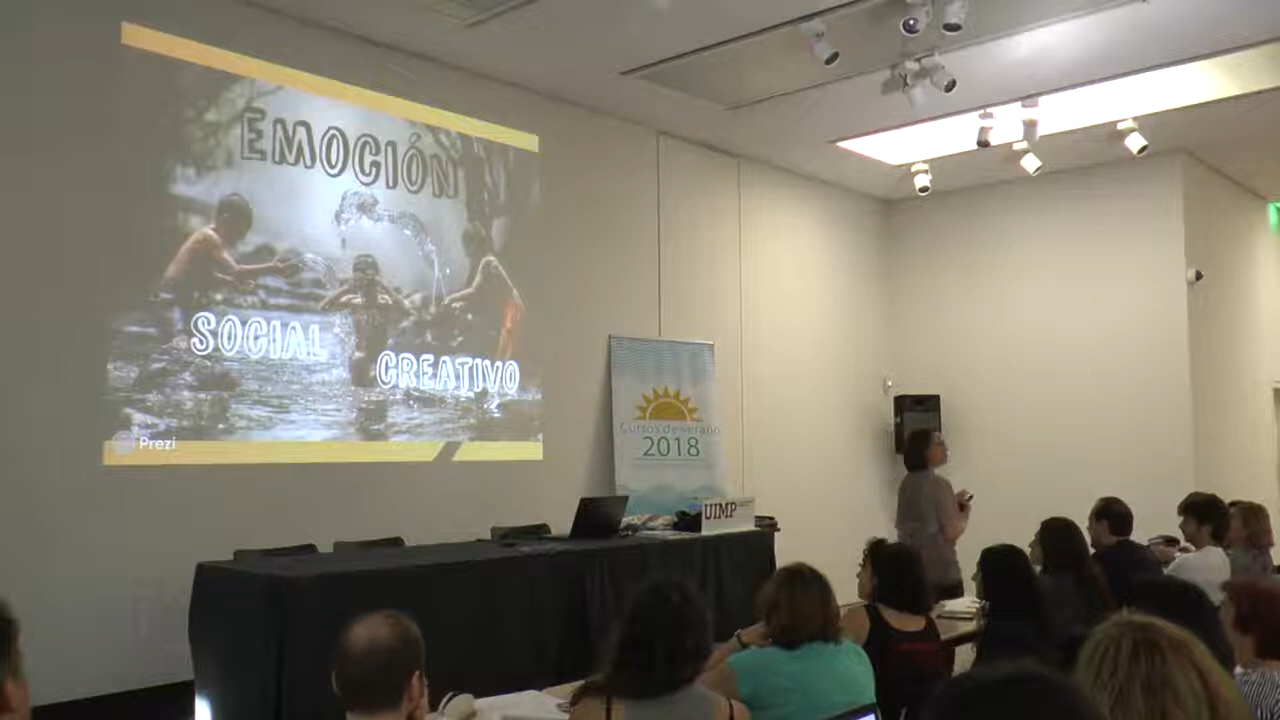 EMOCIÓN
SOCIAL
CREATIVO
Prezi
Cursos de verano
2018
UIMP